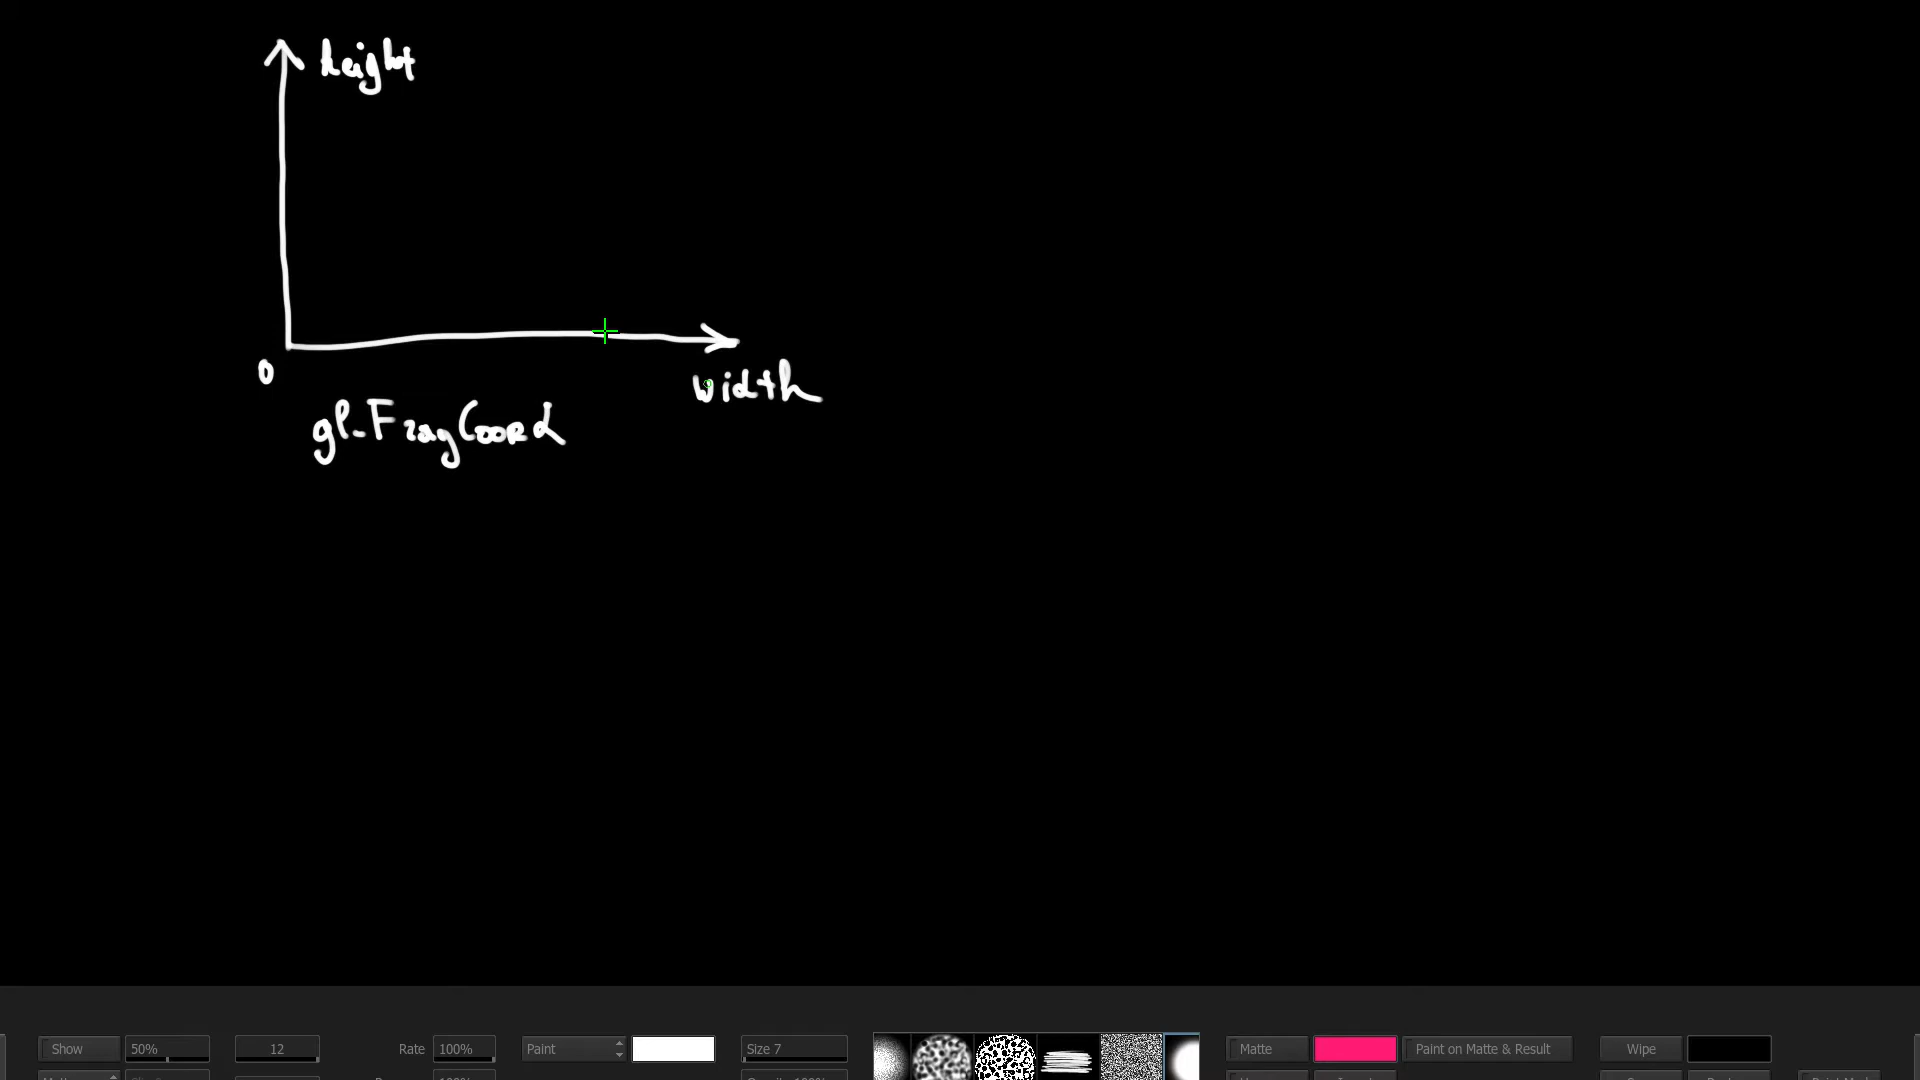 height
0
width
gl_FragCoord
Show
50%
12
Rate
100%
Paint
Size 7
Matte
Paint on Matte & Result
Wipe